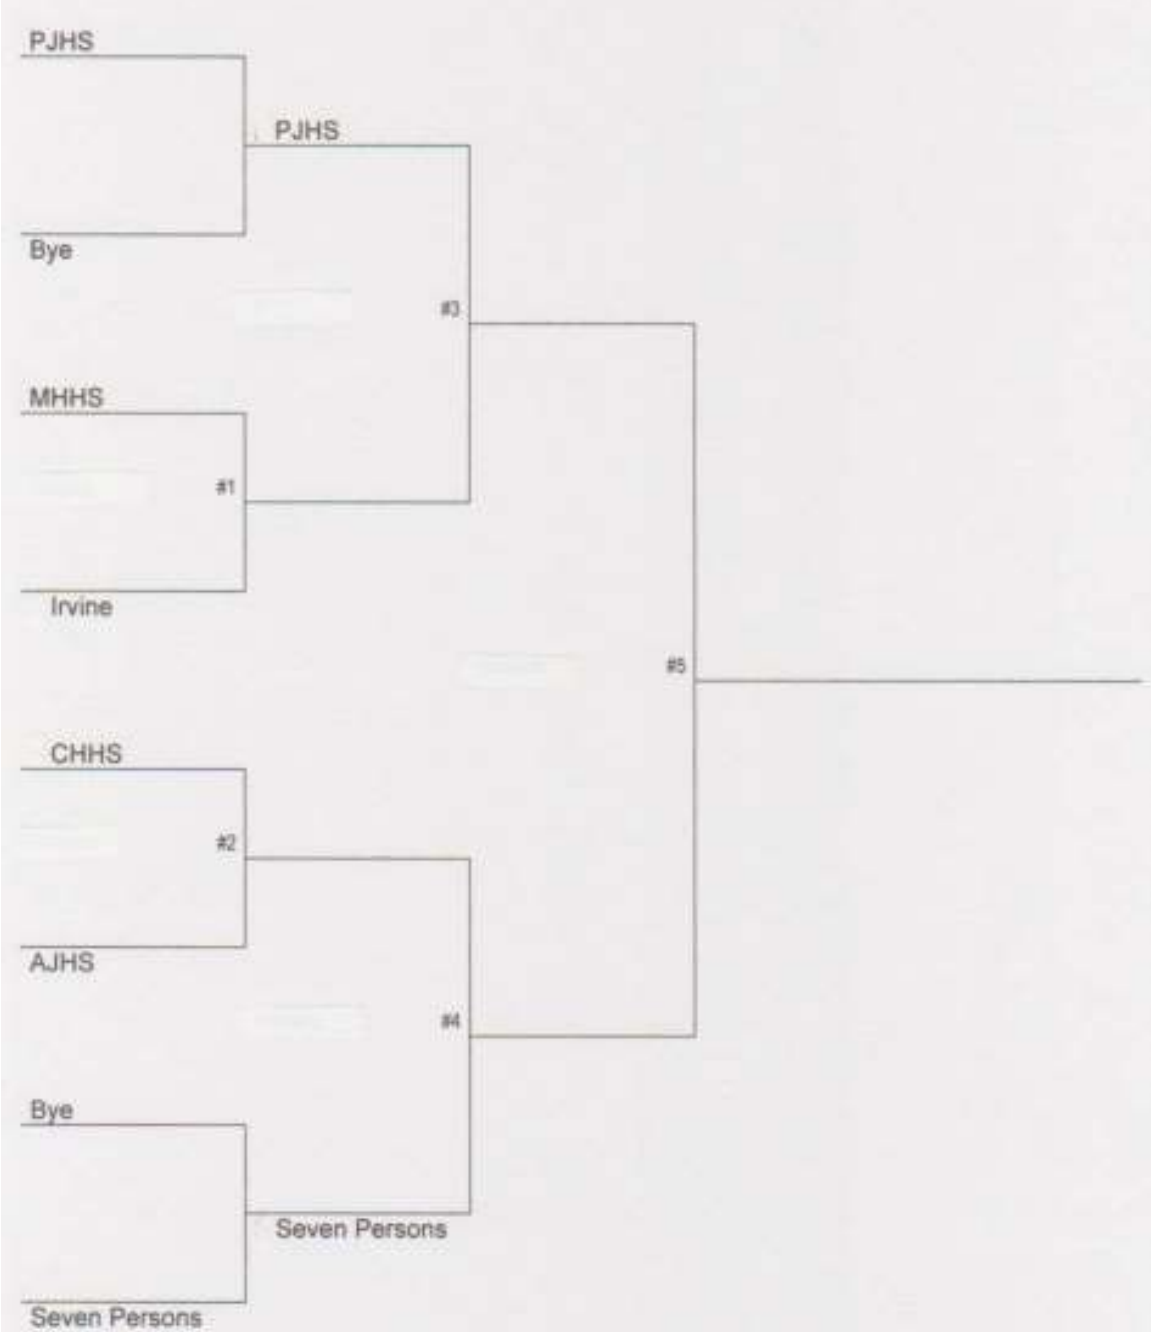 PJHS
PJHS
Bye
#3
MHHS
#1
Irvine
#5
CHHS
#2
AJHS
#4
Bye
Seven Persons
Seven Persons